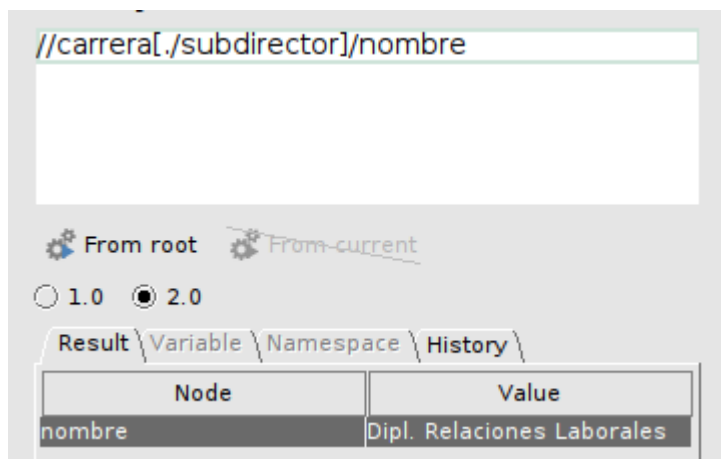 //carrera[./subdirector]/nombre
From root From current
1.0 2.0
Result Variable Namespace History
Node Value
nombre Dipl. Relaciones Laborales